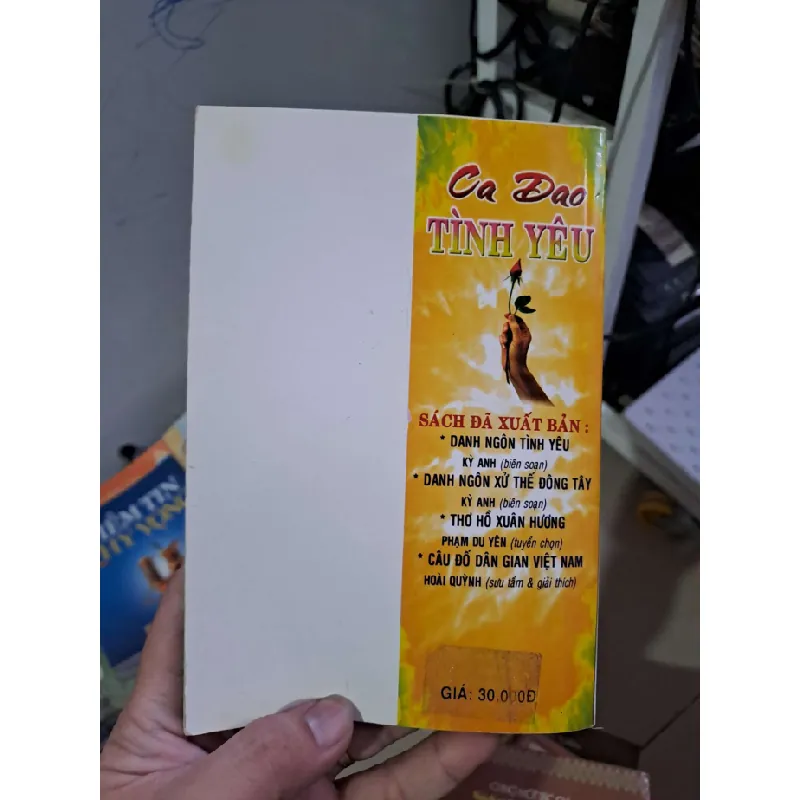 Ca Dao
TÌNH YÊU
SÁCH ĐÃ XUẤT BẢN :
* DANH NGÔN TÌNH YÊU
KỲ ANH (biên soạn)
* DANH NGÔN XỬ THẾ ĐÔNG TÂY
KỲ ANH (biên soạn)
* THƠ HỒ XUÂN HƯƠNG
PHẠM DU YÊN (tuyển chọn)
* CÂU ĐỐ DÂN GIAN VIỆT NAM
HOÀI QUỲNH (sưu tầm & giải thích)
GIÁ: 30.000Đ